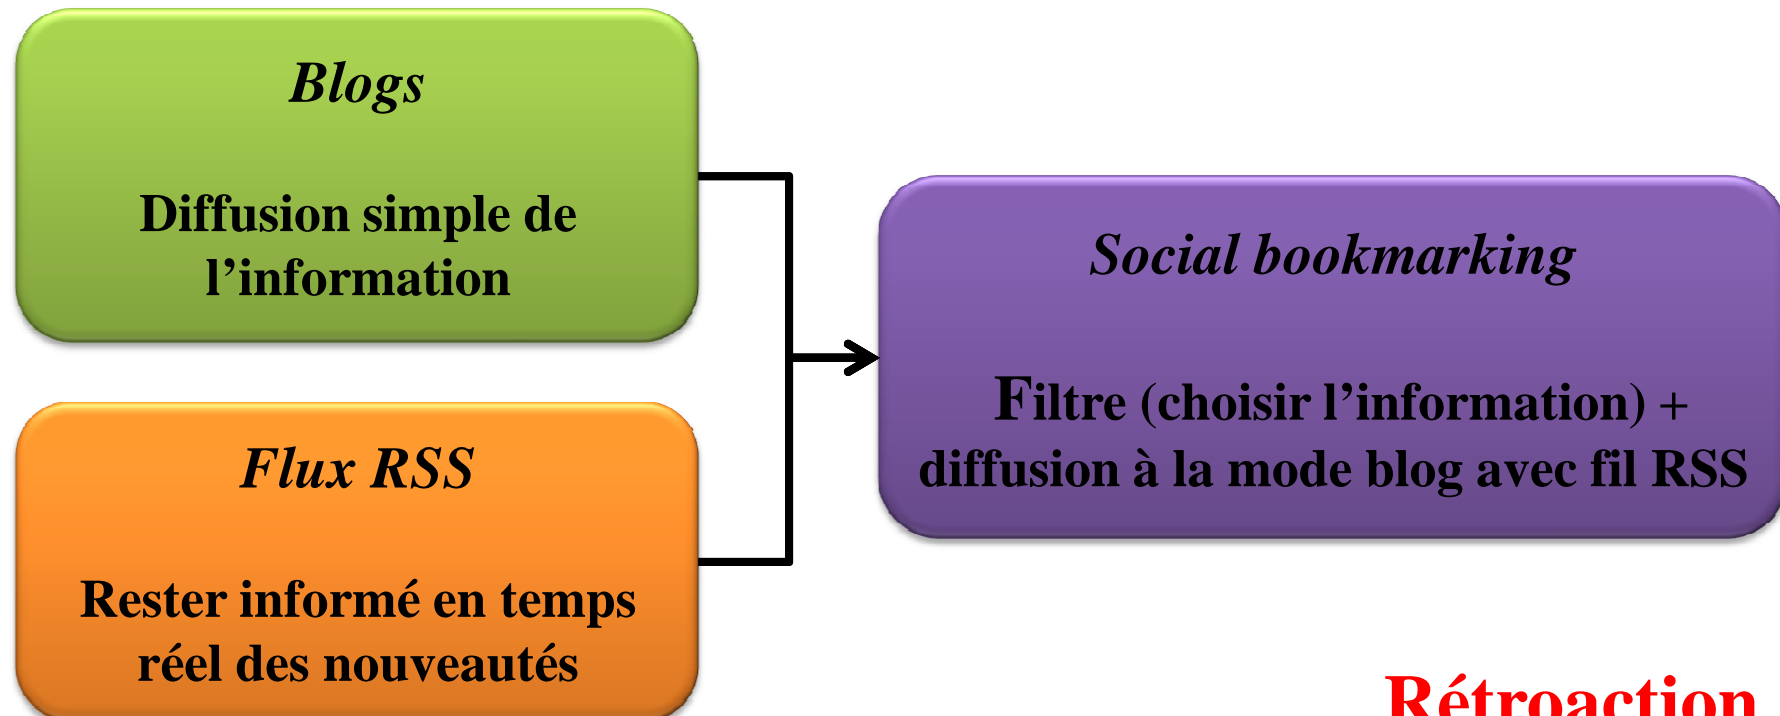 Blogs
Diffusion simple de
l’information
Flux RSS
Rester informé en temps
réel des nouveautés
Social bookmarking
Filtre (choisir l’information) +
diffusion à la mode blog avec fil RSS
Rétroaction